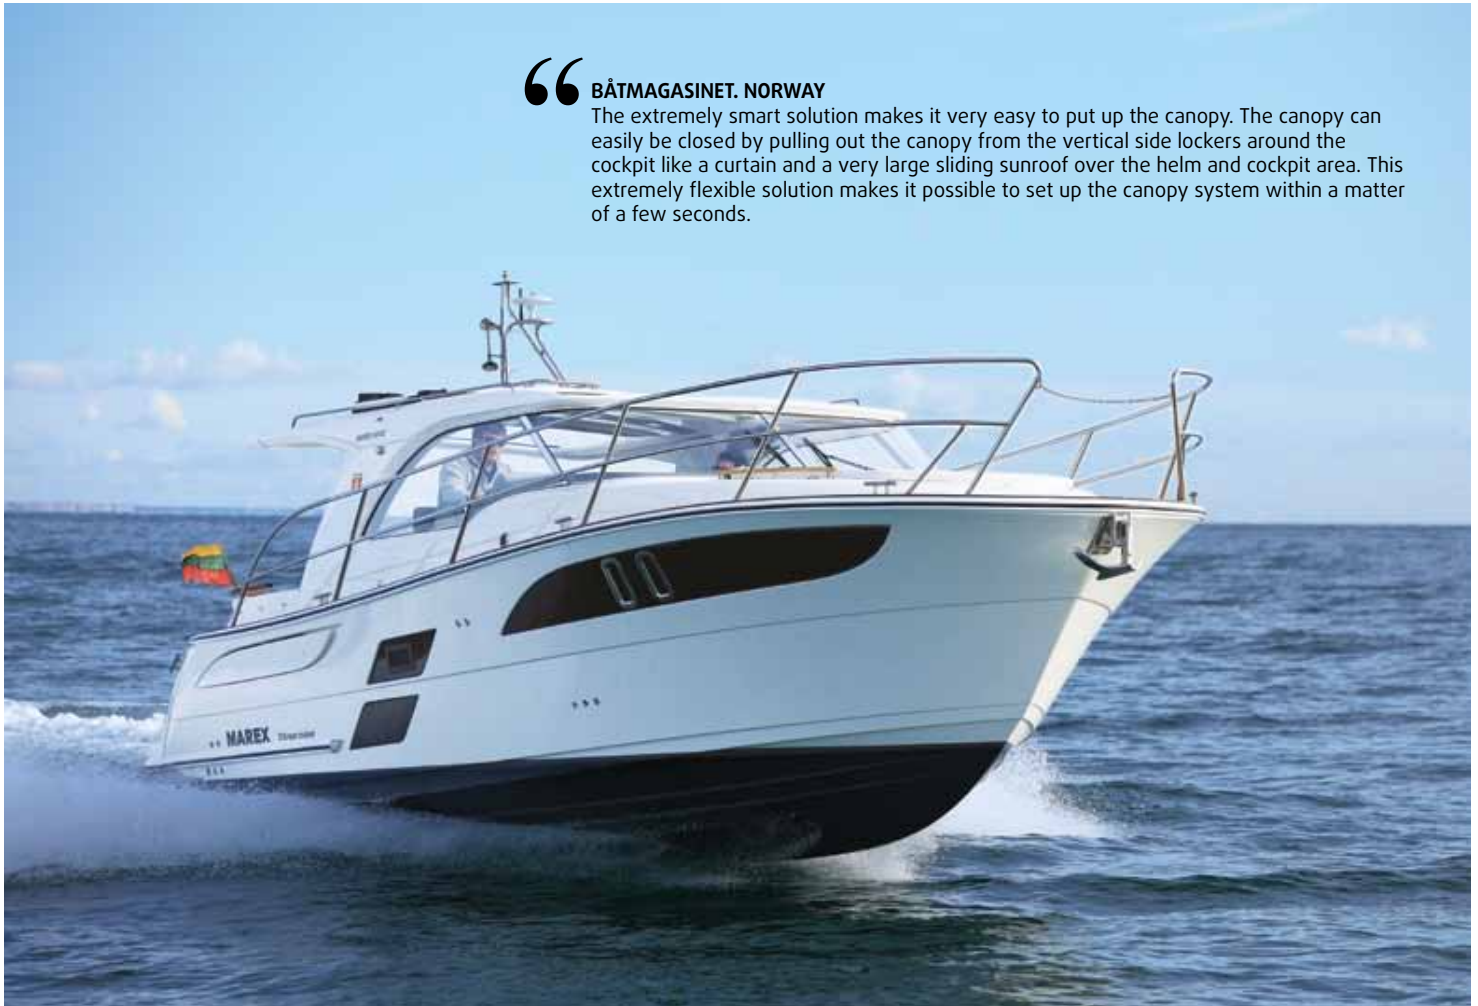 BÅTMAGASINET. NORWAY
The extremely smart solution makes it very easy to put up the canopy. The canopy can
easily be closed by pulling out the canopy from the vertical side lockers around the
cockpit like a curtain and a very large sliding sunroof over the helm and cockpit area. This
extremely flexible solution makes it possible to set up the canopy system within a matter
of a few seconds.
MAREX